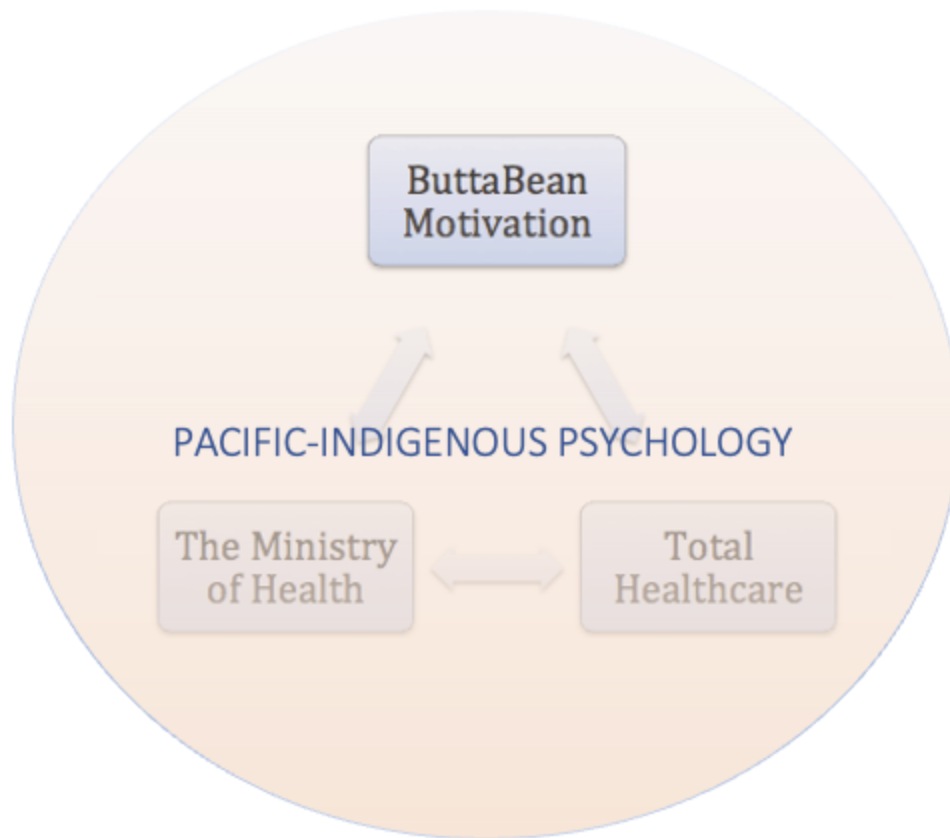 ButtaBean
Motivation
PACIFIC-INDIGENOUS PSYCHOLOGY
The Ministry
of Health
Total
Healthcare